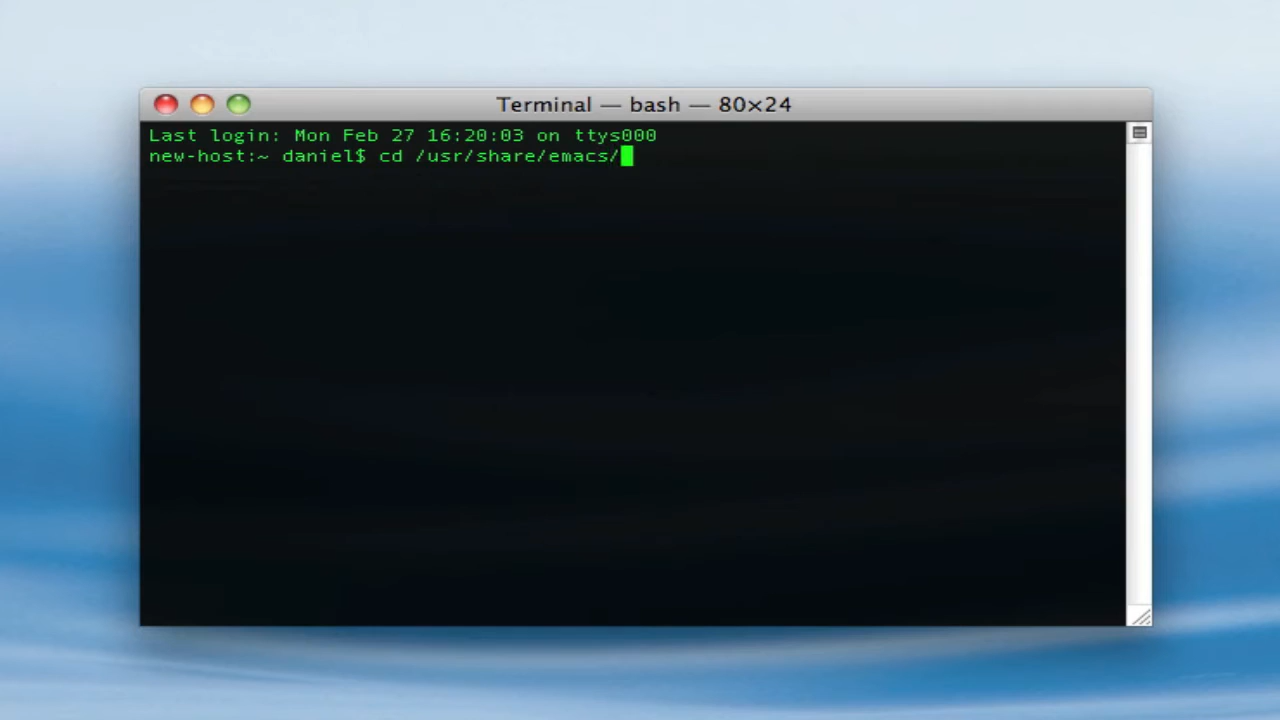 Terminal — bash — 80×24
Last login: Mon Feb 27 16:20:03 on ttys000
new-host:~ daniel$ cd /usr/share/emacs/